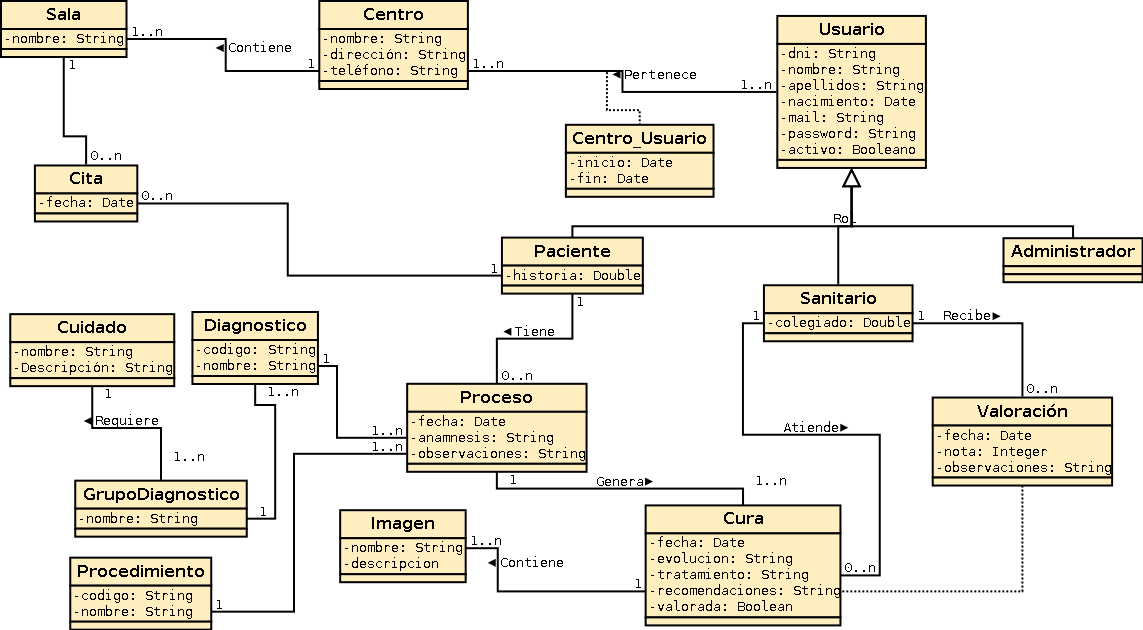 Sala
-nombre: String
1..n
◄Contiene
1
Centro
-nombre: String
-dirección: String
-teléfono: String
1..n
◄Pertenece
1..n
Usuario
-dni: String
-nombre: String
-apellidos: String
-nacimiento: Date
-mail: String
-password: String
-activo: Booleano
Centro_Usuario
-inicio: Date
-fin: Date
1
0..n
Cita
-fecha: Date
0..n
1
Rol
Paciente
-historia: Double
Administrador
Sanitario
-colegiado: Double
1
1
Recibe►
0..n
1
◄Tiene
0..n
Cuidado
-nombre: String
-Descripción: String
Diagnostico
-codigo: String
-nombre: String
1
1..n
1
◄Requiere
1..n
Proceso
-fecha: Date
-anamnesis: String
-observaciones: String
1..n
1..n
Valoración
-fecha: Date
-nota: Integer
-observaciones: String
Atiende►
GrupoDiagnostico
-nombre: String
1
1
Genera►
1..n
Imagen
-nombre: String
-descripcion
1..n
◄Contiene
1
Cura
-fecha: Date
-evolucion: String
-tratamiento: String
-recomendaciones: String
-valorada: Boolean
0..n
Procedimiento
-codigo: String
-nombre: String
1